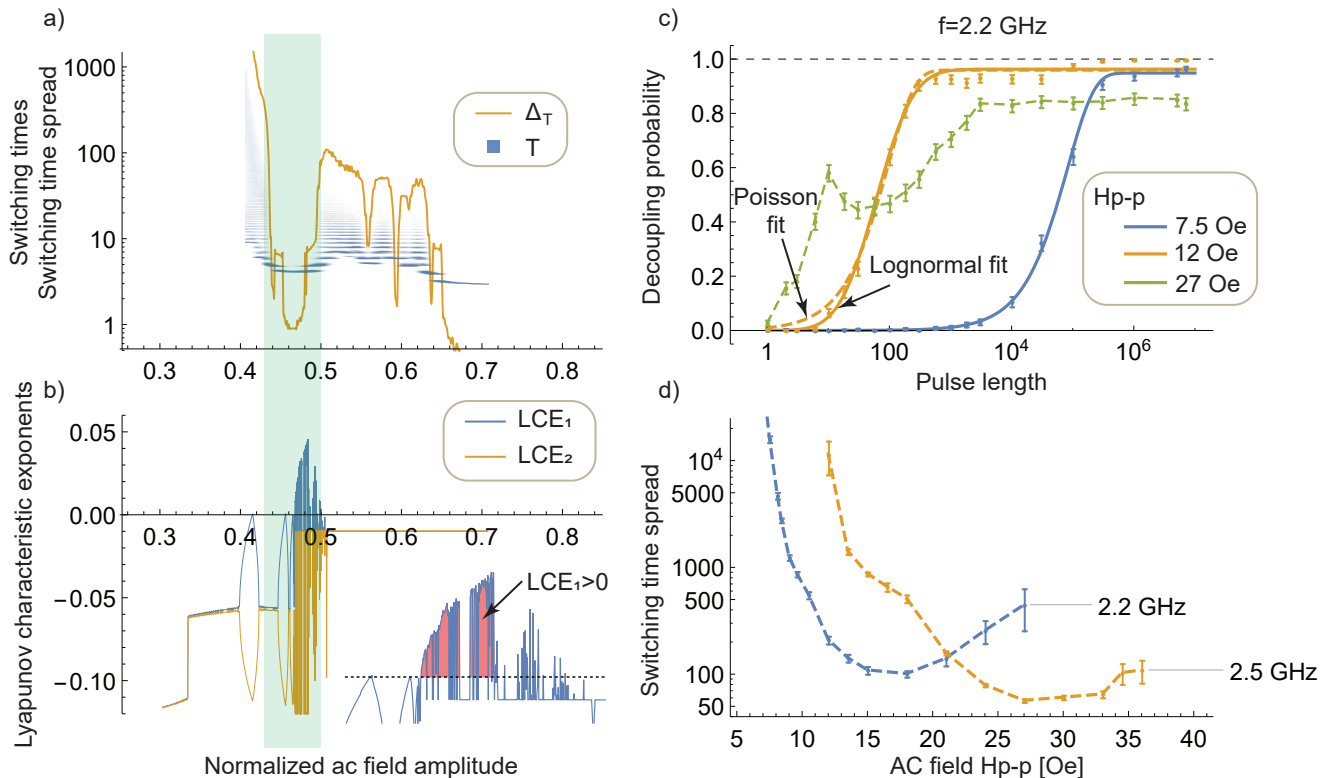 a)
Switching times
Switching time spread
1000
100
10
1
Δ_T
T
0.3 0.4 0.5 0.6 0.7 0.8
b)
Lyapunov characteristic exponents
0.05
0.00
−0.05
−0.10
LCE₁
LCE₂
0.3 0.4 0.5 0.6 0.7 0.8
LCE₁>0
Normalized ac field amplitude
c)
f=2.2 GHz
Decoupling probability
1.0
0.8
0.6
0.4
0.2
0.0
Poisson
fit
Lognormal fit
Hp-p
7.5 Oe
12 Oe
27 Oe
1 100 10⁴ 10⁶
Pulse length
d)
Switching time spread
10⁴
5000
1000
500
100
50
2.2 GHz
2.5 GHz
5 10 15 20 25 30 35 40
AC field Hp-p [Oe]